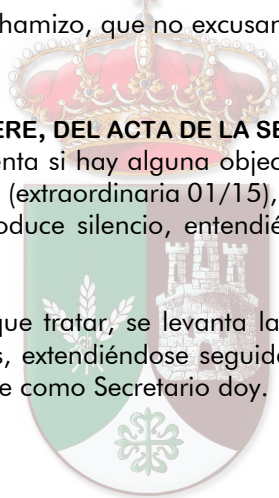 hamizo, que no excusan
ERE, DEL ACTA DE LA SE
enta si hay alguna objec
(extraordinaria 01/15),
oduce silencio, entendié
que tratar, se levanta la
s, extendiéndose seguida
e como Secretario doy.